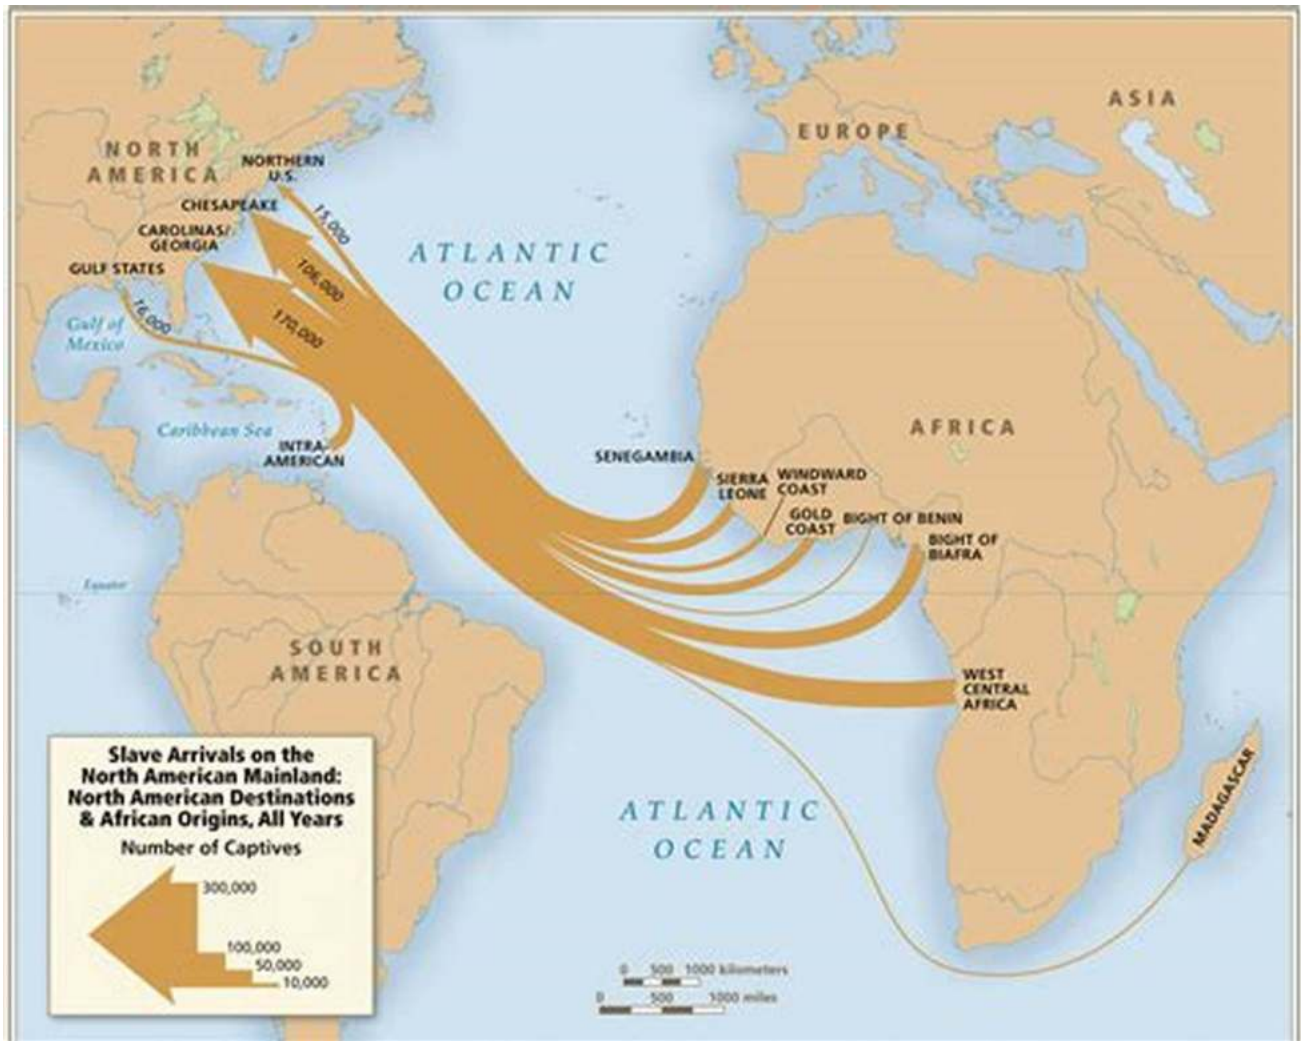 ASIA
EUROPE
NORTH
AMERICA
NORTHERN
U.S.
CHESAPEAKE
CAROLINAS/
GEORGIA
GULF STATES
15,000
106,000
170,000
16,000
ATLANTIC
OCEAN
Gulf of
Mexico
Caribbean Sea
INTRA-
AMERICAN
AFRICA
SENEGAMBIA
SIERRA
LEONE
WINDWARD
COAST
GOLD
COAST
BIGHT OF BENIN
BIGHT OF
BIAFRA
Equator
SOUTH
AMERICA
WEST
CENTRAL
AFRICA
MADAGASCAR
ATLANTIC
OCEAN
Slave Arrivals on the
North American Mainland:
North American Destinations
& African Origins, All Years
Number of Captives
300,000
100,000
50,000
10,000
0 500 1000 kilometers
0 500 1000 miles